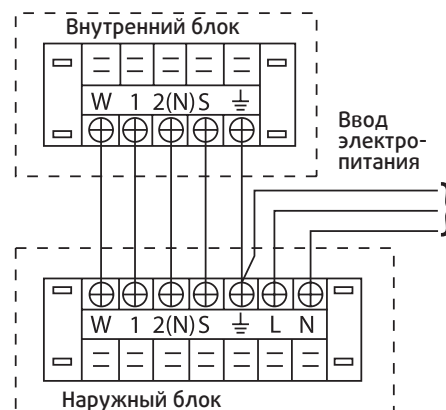 Внутренний блок
W 1 2(N) S ⏚
Ввод
электро-
питания
W 1 2(N) S ⏚ L N
Наружный блок